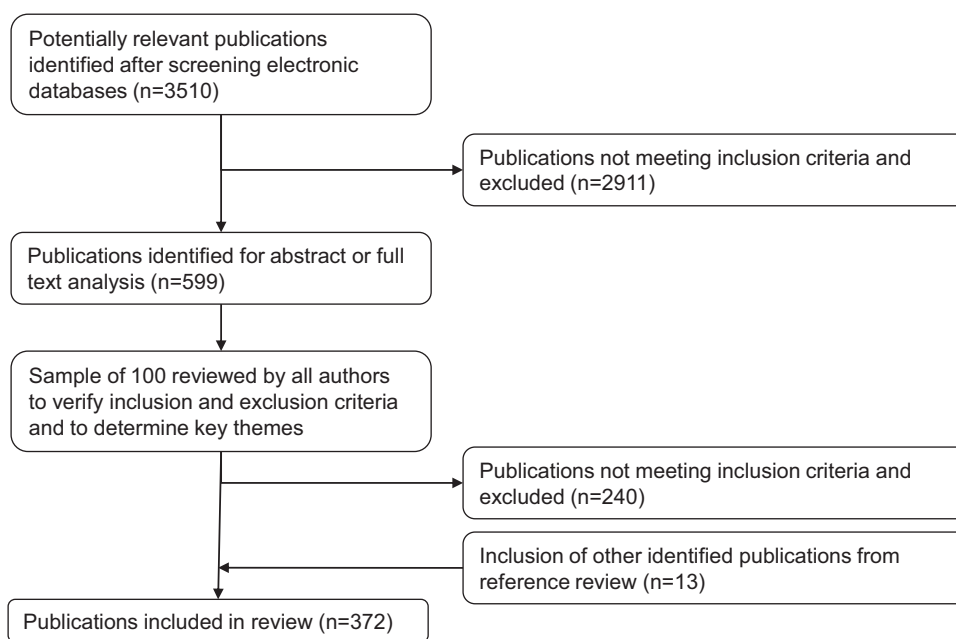 Potentially relevant publications
identified after screening electronic
databases (n=3510)
Publications not meeting inclusion criteria and
excluded (n=2911)
Publications identified for abstract or full
text analysis (n=599)
Sample of 100 reviewed by all authors
to verify inclusion and exclusion criteria
and to determine key themes
Publications not meeting inclusion criteria and
excluded (n=240)
Inclusion of other identified publications from
reference review (n=13)
Publications included in review (n=372)